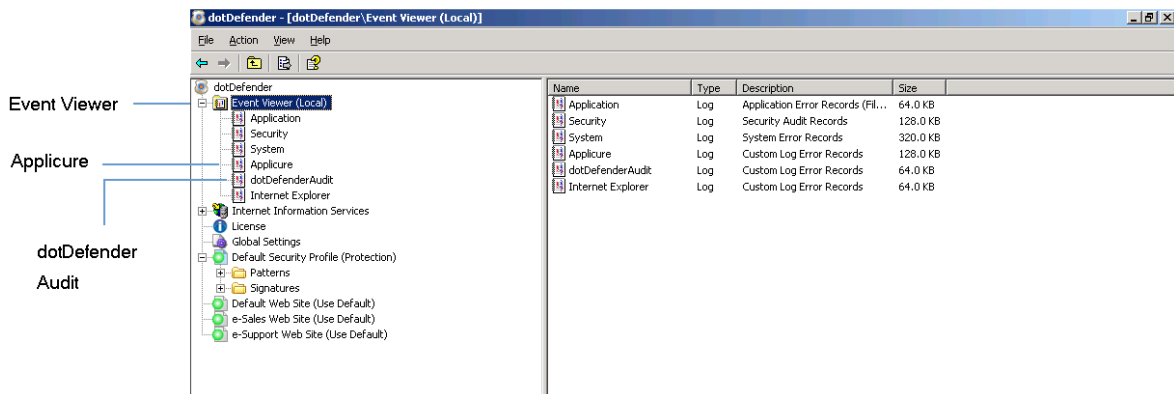 dotDefender - [dotDefender\Event Viewer (Local)]
File Action View Help
Event Viewer
Applicure
dotDefender
Audit
dotDefender
Event Viewer (Local)
Application
Security
System
Applicure
dotDefenderAudit
Internet Explorer
Internet Information Services
License
Global Settings
Default Security Profile (Protection)
Patterns
Signatures
Default Web Site (Use Default)
e-Sales Web Site (Use Default)
e-Support Web Site (Use Default)
Name Type Description Size
Application Log Application Error Records (Fil... 64.0 KB
Security Log Security Audit Records 128.0 KB
System Log System Error Records 320.0 KB
Applicure Log Custom Log Error Records 128.0 KB
dotDefenderAudit Log Custom Log Error Records 64.0 KB
Internet Explorer Log Custom Log Error Records 64.0 KB